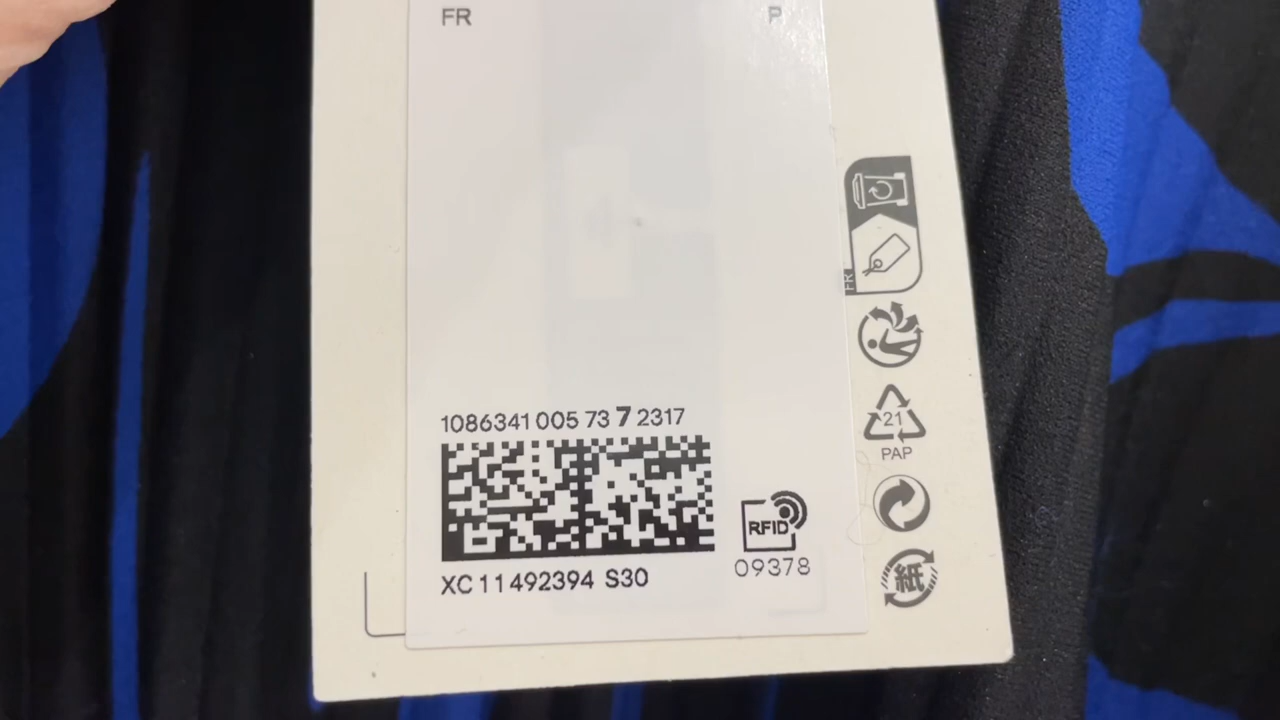 FR P
FR
21
PAP
1086341 005 73 7 2317
RFID
09378
XC 11492394 S30
紙